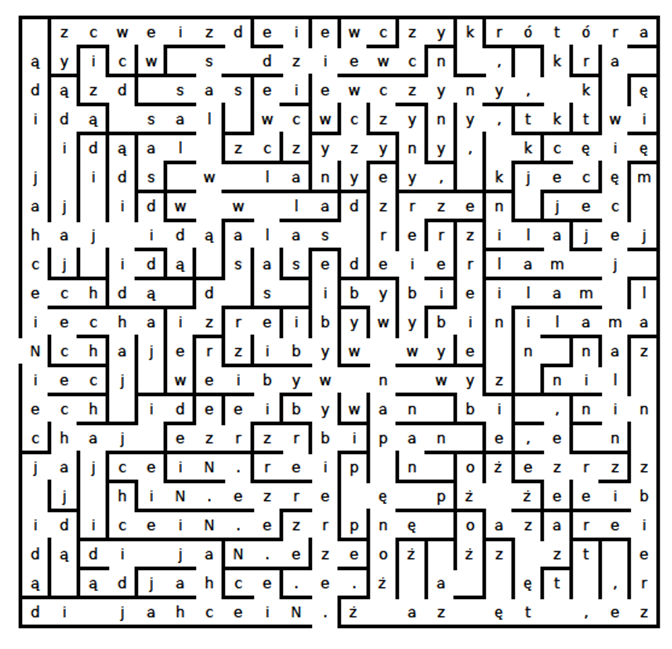 z c w e i z d e i e w c z y k r ó t ó r a
ą y i c w s d z i e w c n , k r a
d ą z d s a s e i e w c z y n y , k ę
i d ą s a l w c w c z y n y , t k t w i
i d ą a l z c z y z y n y , k c ę i ę
j i d s w l a n y e y , k j e c ę m
a j i d w w l a d z r z e n j e c
h a j i d ą a l a s r e r z i l a j e j
c j i d ą s a s e d e i e r l a m j
e c h d ą d s i b y b i e i l a m l
i e c h a i z r e i b y w y b i n i l a m a
N c h a j e r z i b y w w y e n n a z
i e c j w e i b y w n w y z n i l
e c h i d e e i b y w a n b i , n i n
c h a j e z r z r b i p a n e , e n
j a j c e i N . r e i p n o ż e z r z z
j h i N . e z r e ę p ż ż e e i b
i d i c e i N . e z r p n ę o a z a r e i
d ą d i j a N . e z e o ż ż z z t e
ą ą d j a h c e . e . ż a ę t , r
d i j a h c e i N . ż a z ę t , e z